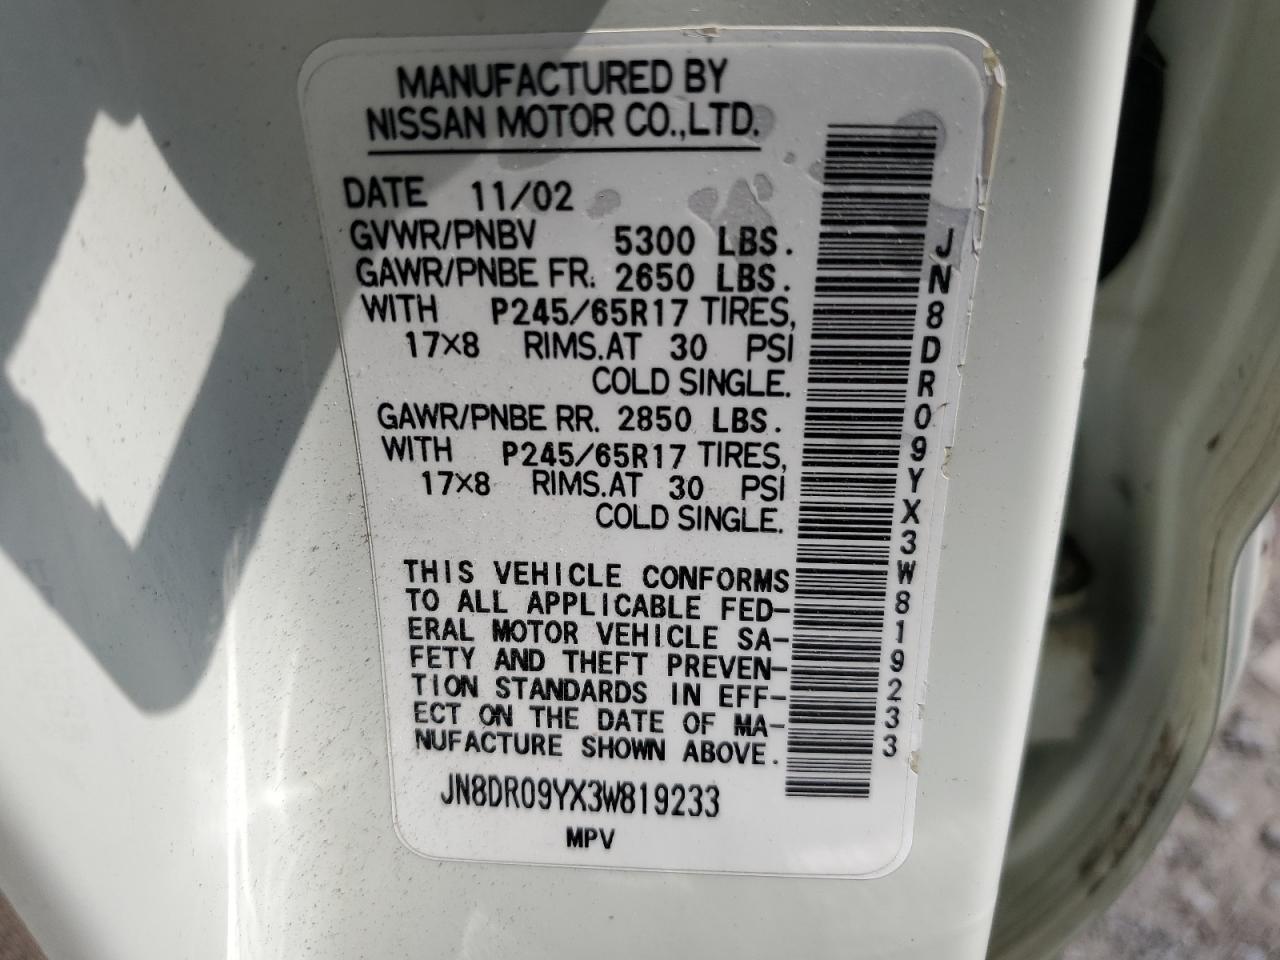 MANUFACTURED BY
NISSAN MOTOR CO.,LTD.
DATE 11/02
GVWR/PNBV 5300 LBS.
GAWR/PNBE FR. 2650 LBS.
WITH P245/65R17 TIRES,
17×8 RIMS.AT 30 PSI
COLD SINGLE.
GAWR/PNBE RR. 2850 LBS.
WITH P245/65R17 TIRES,
17×8 RIMS.AT 30 PSI
COLD SINGLE.
THIS VEHICLE CONFORMS
TO ALL APPLICABLE FED-
ERAL MOTOR VEHICLE SA-
FETY AND THEFT PREVEN-
TION STANDARDS IN EFF-
ECT ON THE DATE OF MA-
NUFACTURE SHOWN ABOVE.
JN8DR09YX3W819233
MPV
JN8DR09YX3W819233